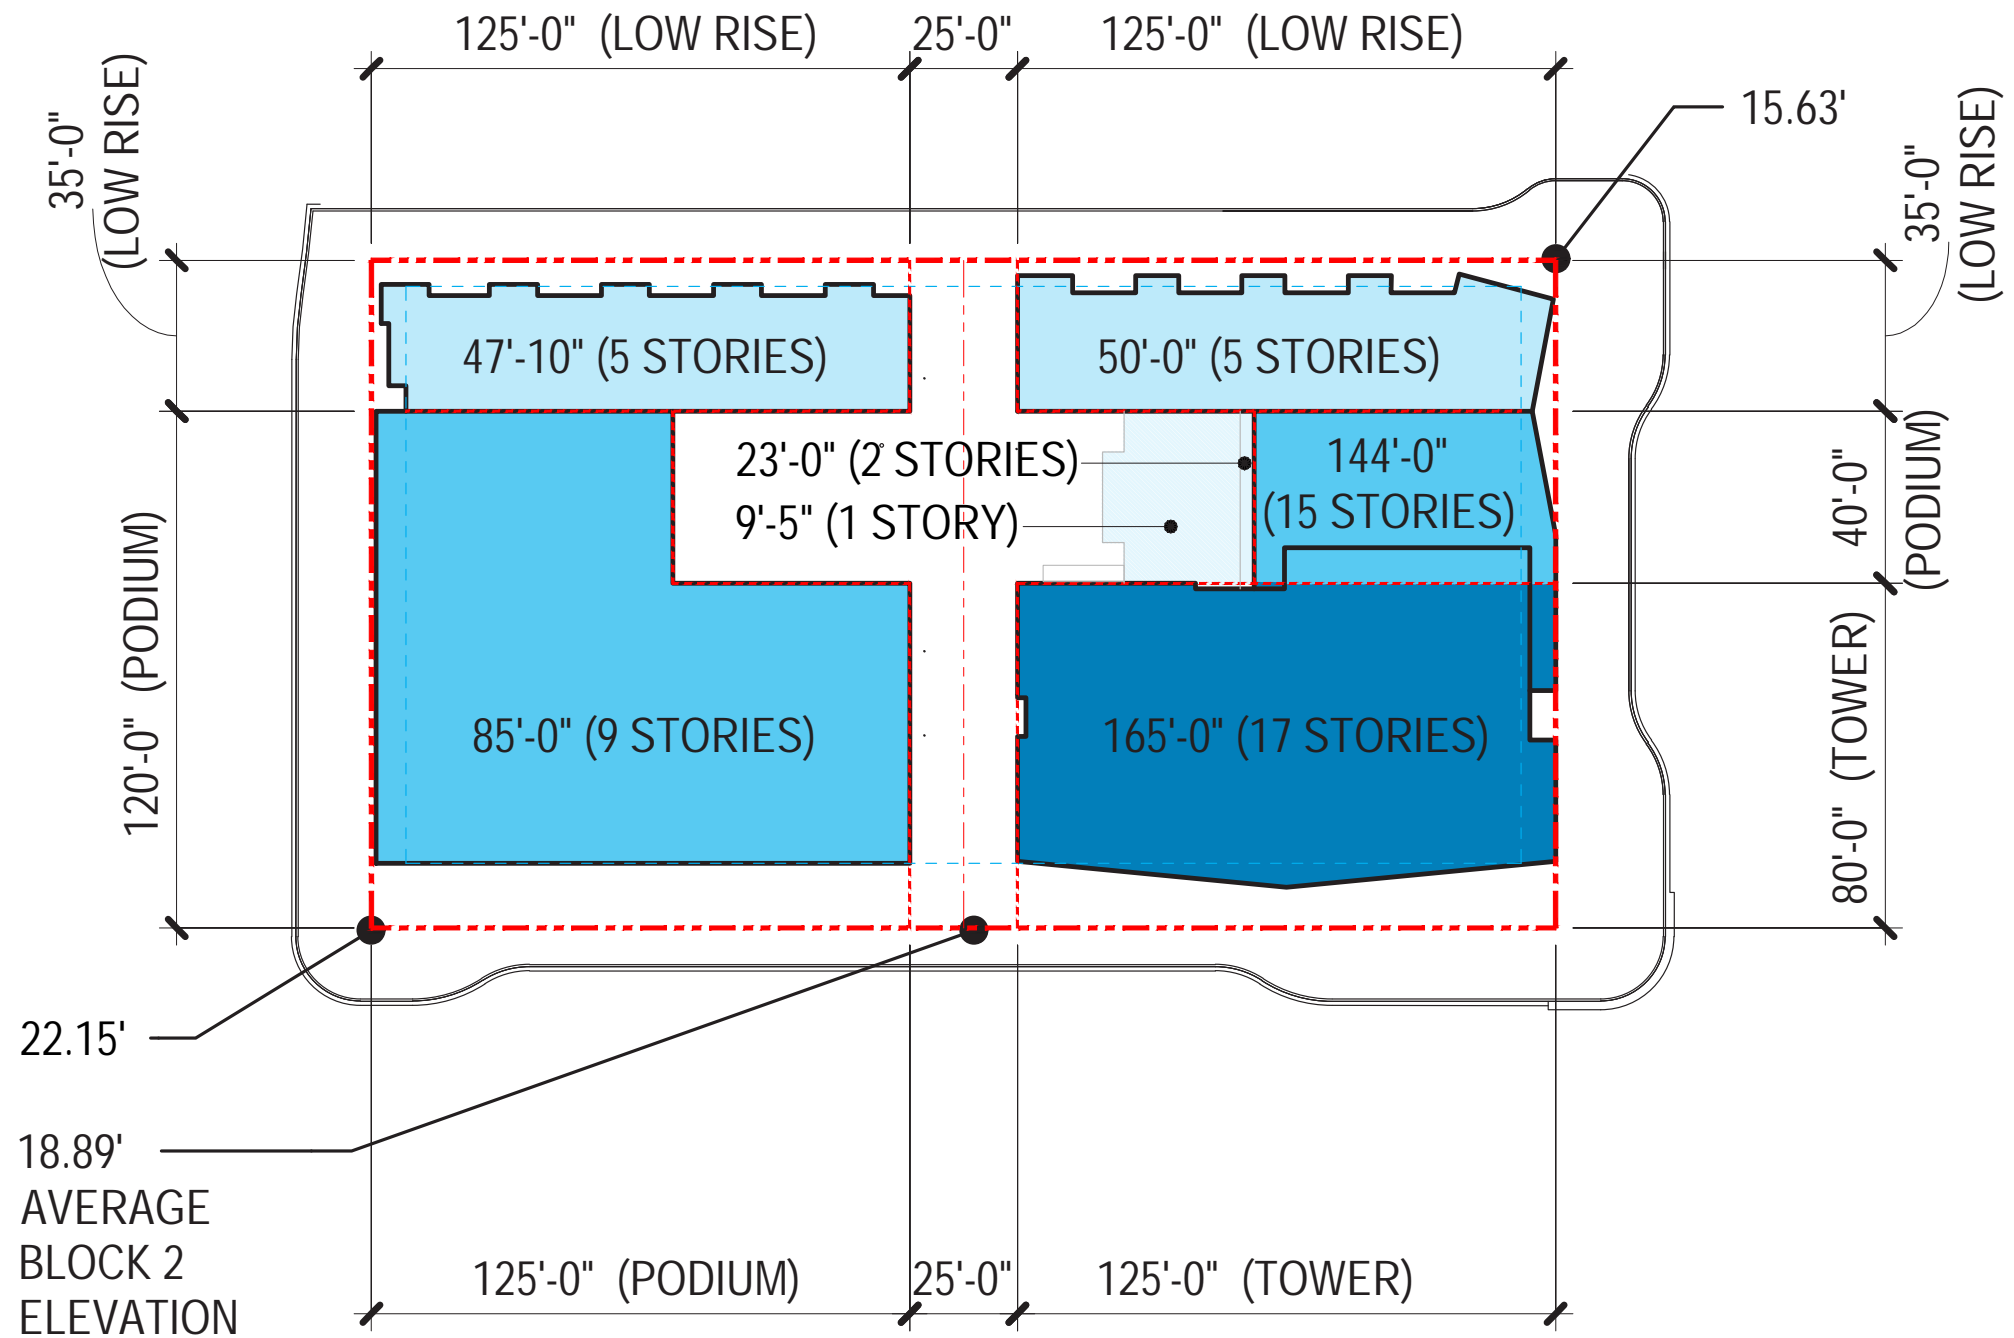 125'-0" (LOW RISE)
25'-0"
125'-0" (LOW RISE)
35'-0"
(LOW RISE)
15.63'
35'-0"
(LOW RISE)
47'-10" (5 STORIES)
50'-0" (5 STORIES)
23'-0" (2 STORIES)
9'-5" (1 STORY)
144'-0"
(15 STORIES)
40'-0"
(PODIUM)
120'-0" (PODIUM)
85'-0" (9 STORIES)
165'-0" (17 STORIES)
80'-0" (TOWER)
22.15'
18.89'
AVERAGE
BLOCK 2
ELEVATION
125'-0" (PODIUM)
25'-0"
125'-0" (TOWER)